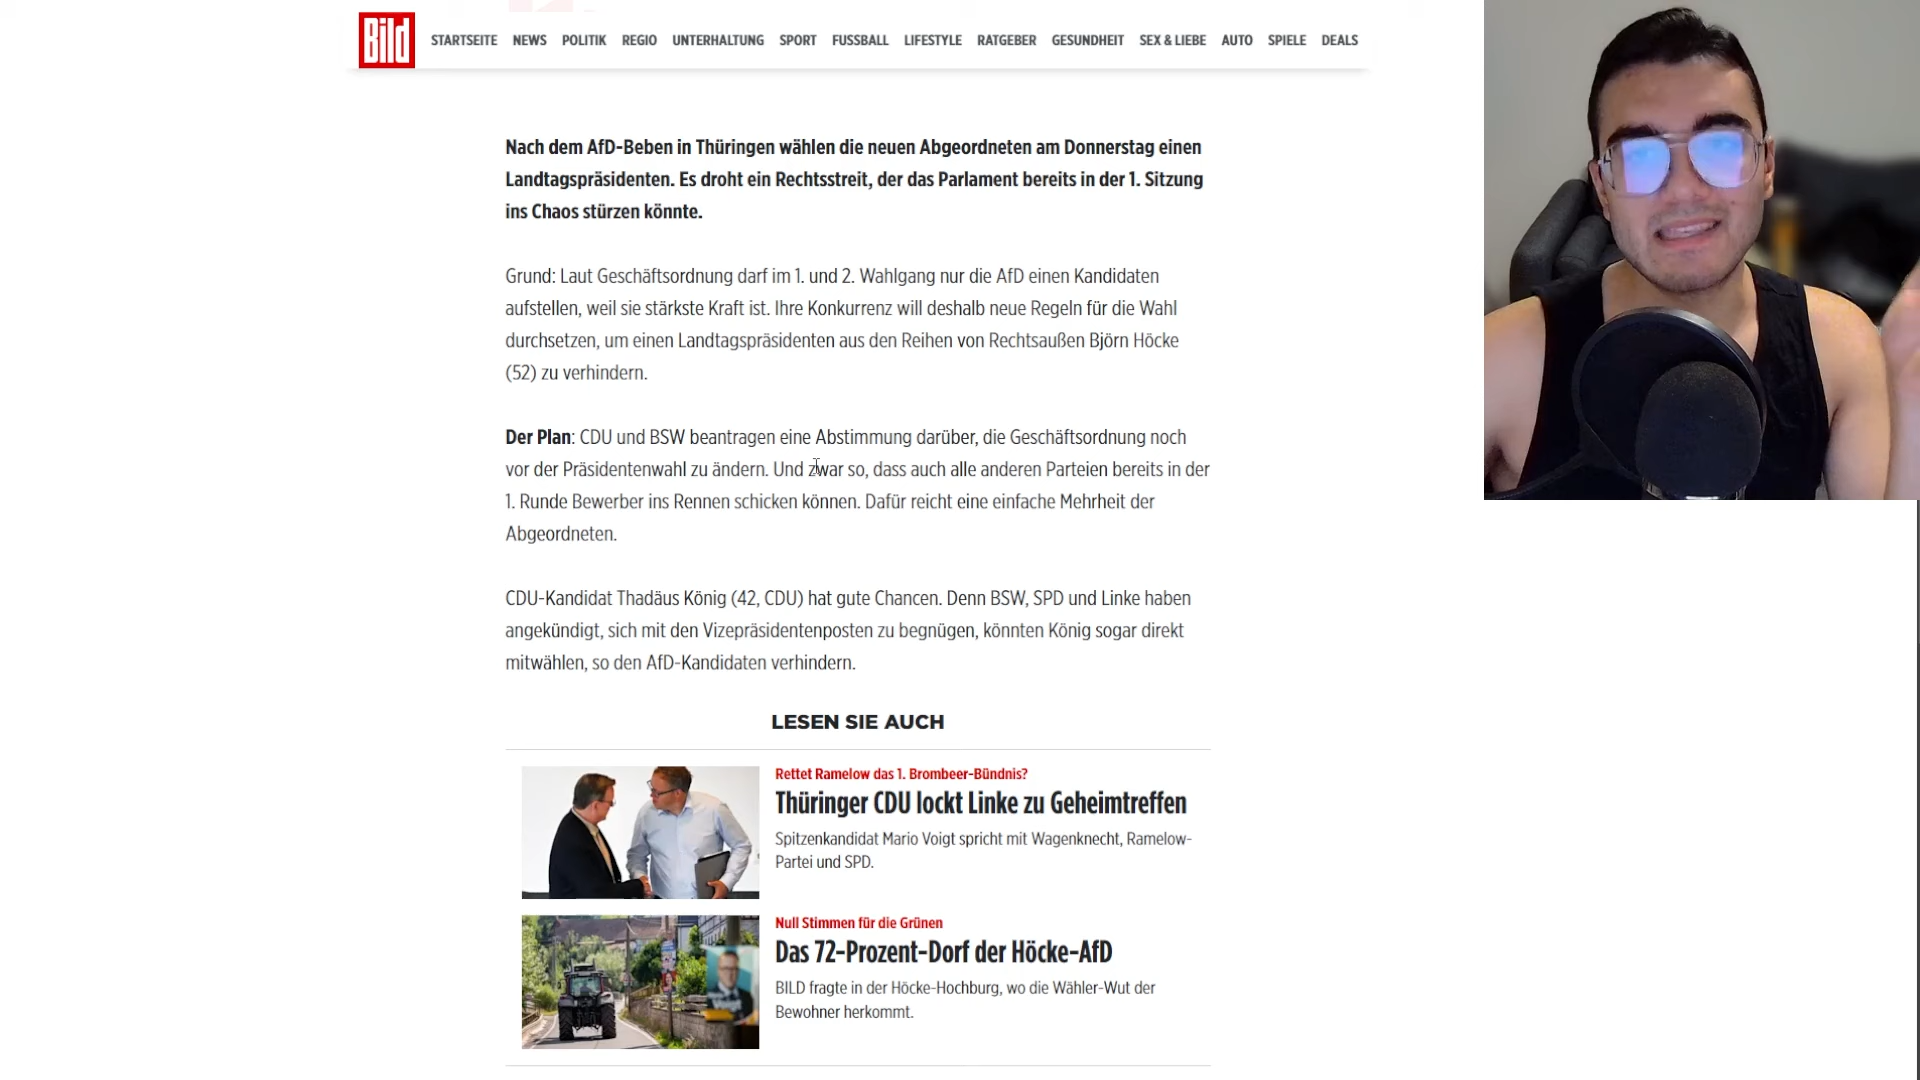 Bild
STARTSEITE NEWS POLITIK REGIO UNTERHALTUNG SPORT FUSSBALL LIFESTYLE RATGEBER GESUNDHEIT SEX & LIEBE AUTO SPIELE DEALS
Nach dem AfD-Beben in Thüringen wählen die neuen Abgeordneten am Donnerstag einen
Landtagspräsidenten. Es droht ein Rechtsstreit, der das Parlament bereits in der 1. Sitzung
ins Chaos stürzen könnte.
Grund: Laut Geschäftsordnung darf im 1. und 2. Wahlgang nur die AfD einen Kandidaten
aufstellen, weil sie stärkste Kraft ist. Ihre Konkurrenz will deshalb neue Regeln für die Wahl
durchsetzen, um einen Landtagspräsidenten aus den Reihen von Rechtsaußen Björn Höcke
(52) zu verhindern.
Der Plan: CDU und BSW beantragen eine Abstimmung darüber, die Geschäftsordnung noch
vor der Präsidentenwahl zu ändern. Und zwar so, dass auch alle anderen Parteien bereits in der
1. Runde Bewerber ins Rennen schicken können. Dafür reicht eine einfache Mehrheit der
Abgeordneten.
CDU-Kandidat Thadäus König (42, CDU) hat gute Chancen. Denn BSW, SPD und Linke haben
angekündigt, sich mit den Vizepräsidentenposten zu begnügen, könnten König sogar direkt
mitwählen, so den AfD-Kandidaten verhindern.
LESEN SIE AUCH
Rettet Ramelow das 1. Brombeer-Bündnis?
Thüringer CDU lockt Linke zu Geheimtreffen
Spitzenkandidat Mario Voigt spricht mit Wagenknecht, Ramelow-
Partei und SPD.
Null Stimmen für die Grünen
Das 72-Prozent-Dorf der Höcke-AfD
BILD fragte in der Höcke-Hochburg, wo die Wähler-Wut der
Bewohner herkommt.